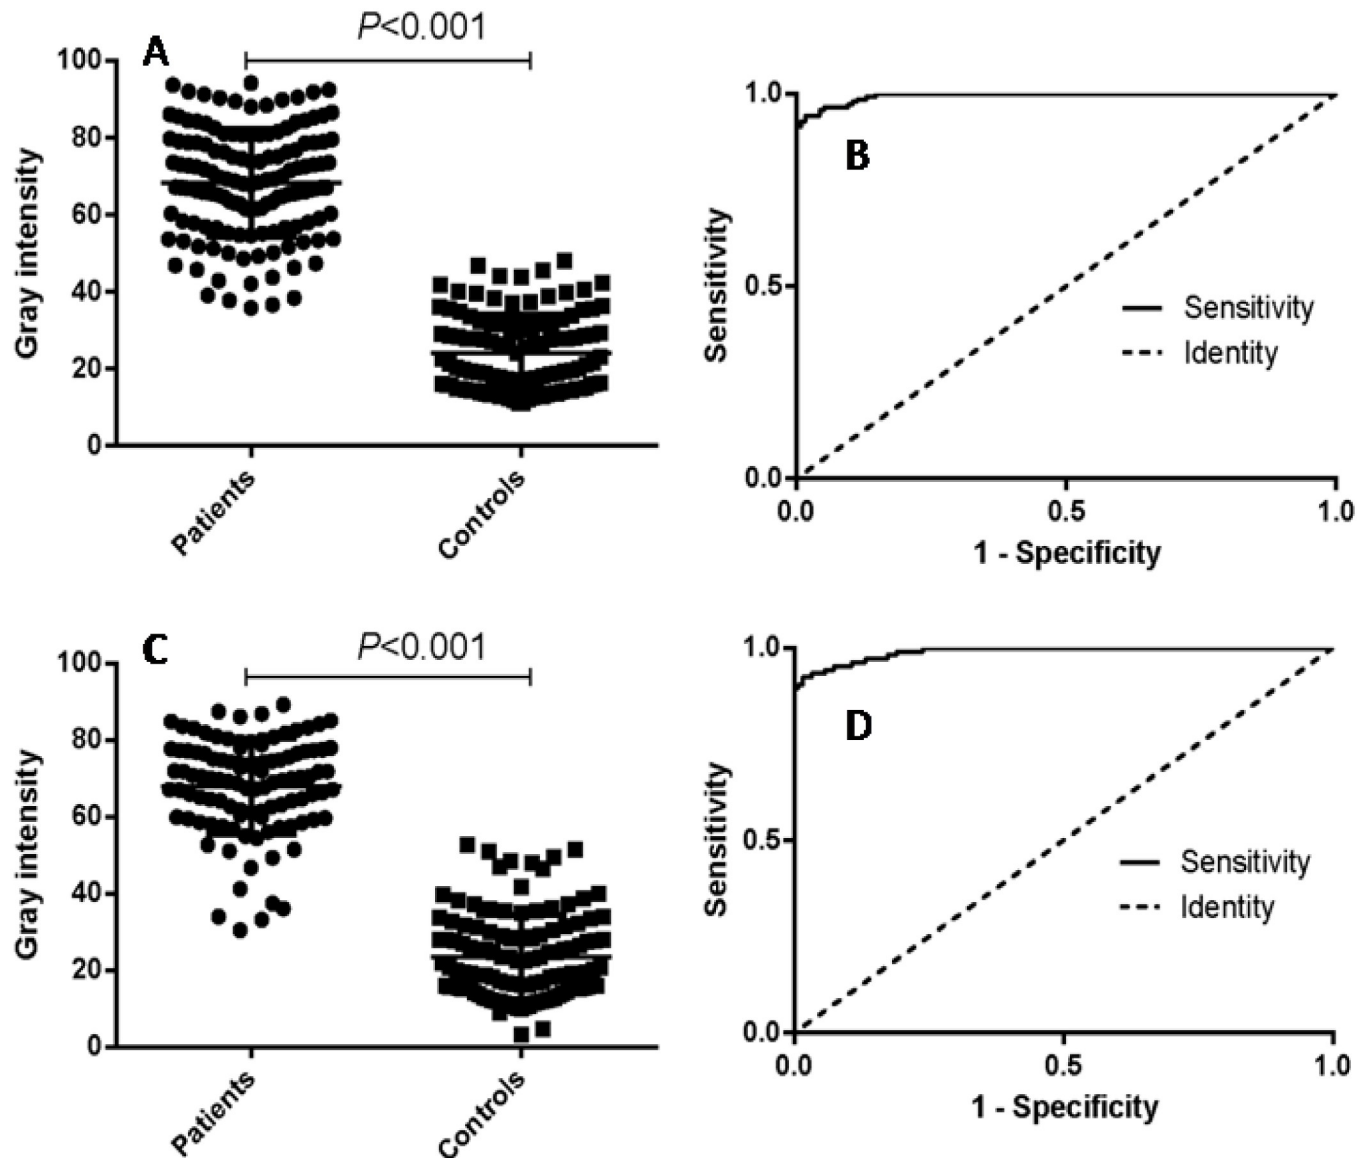 A
P<0.001
100
80
60
40
20
0
Gray intensity
Patients
Controls
B
1.0
0.5
0.0
Sensitivity
Sensitivity
Identity
0.0
0.5
1.0
1 - Specificity
C
P<0.001
100
80
60
40
20
0
Gray intensity
Patients
Controls
D
1.0
0.5
0.0
Sensitivity
Sensitivity
Identity
0.0
0.5
1.0
1 - Specificity